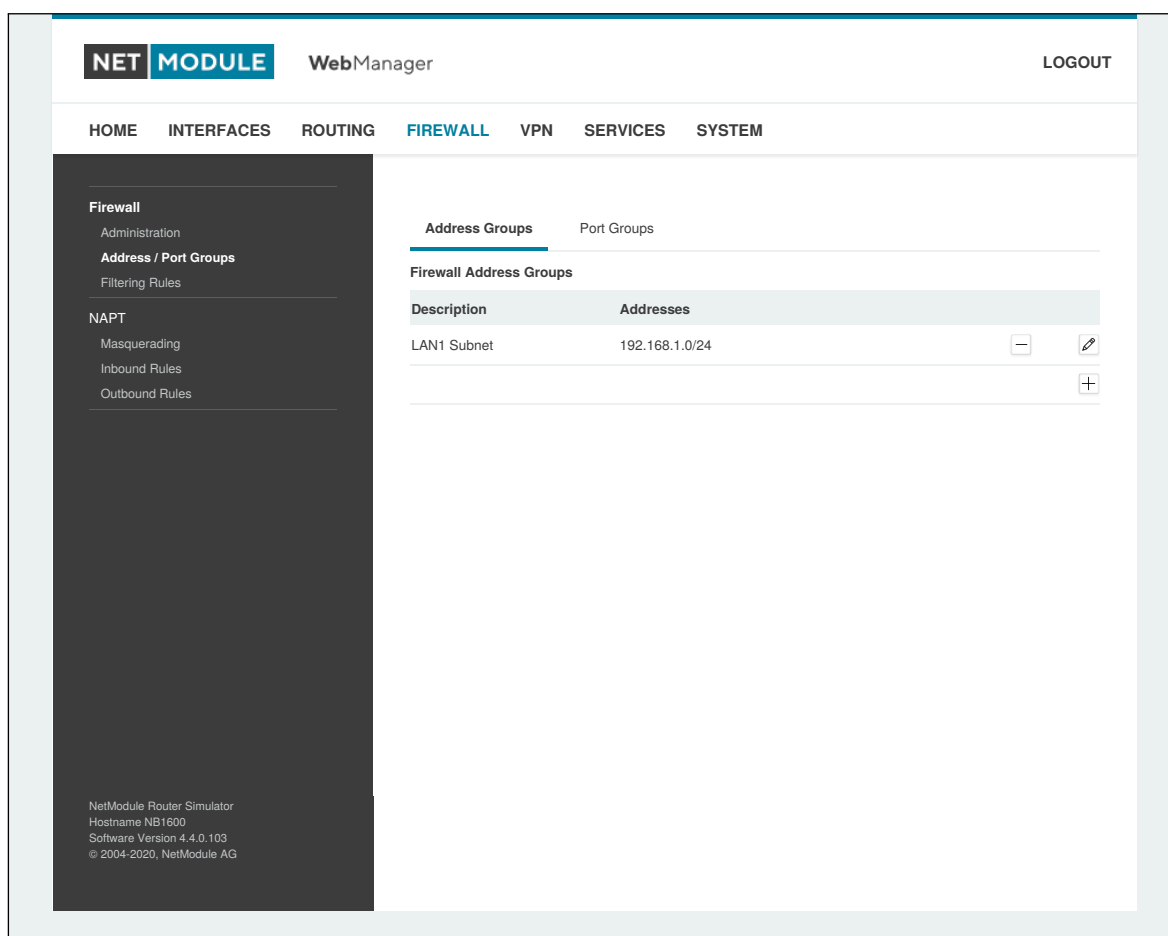 NET MODULE WebManager LOGOUT
HOME INTERFACES ROUTING FIREWALL VPN SERVICES SYSTEM
Firewall
Administration
Address / Port Groups
Filtering Rules
NAPT
Masquerading
Inbound Rules
Outbound Rules
Address Groups Port Groups
Firewall Address Groups
Description Addresses
LAN1 Subnet 192.168.1.0/24
NetModule Router Simulator
Hostname NB1600
Software Version 4.4.0.103
© 2004-2020, NetModule AG